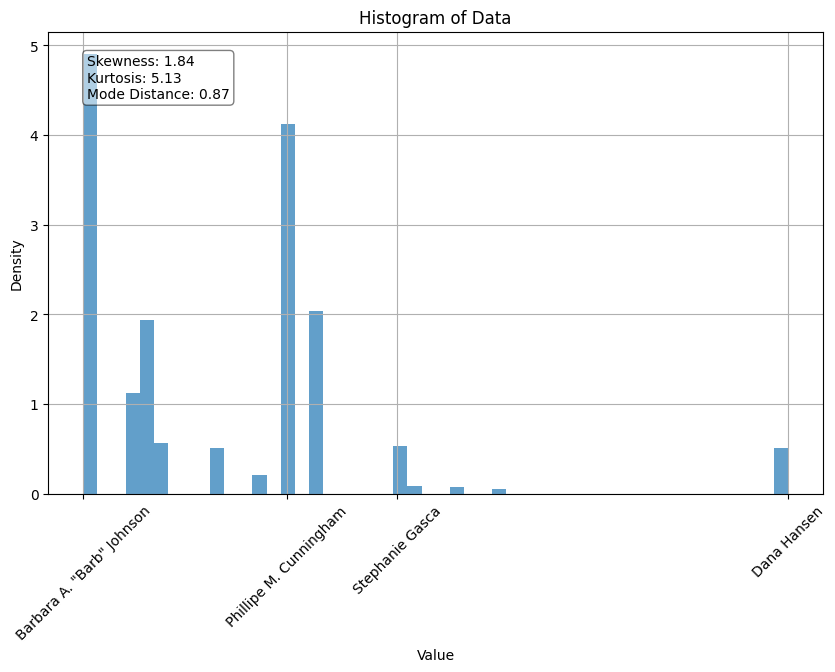 Histogram of Data
Skewness: 1.84
Kurtosis: 5.13
Mode Distance: 0.87
5
4
3
2
1
0
Density
Barbara A. "Barb" Johnson
Phillipe M. Cunningham
Stephanie Gasca
Dana Hansen
Value